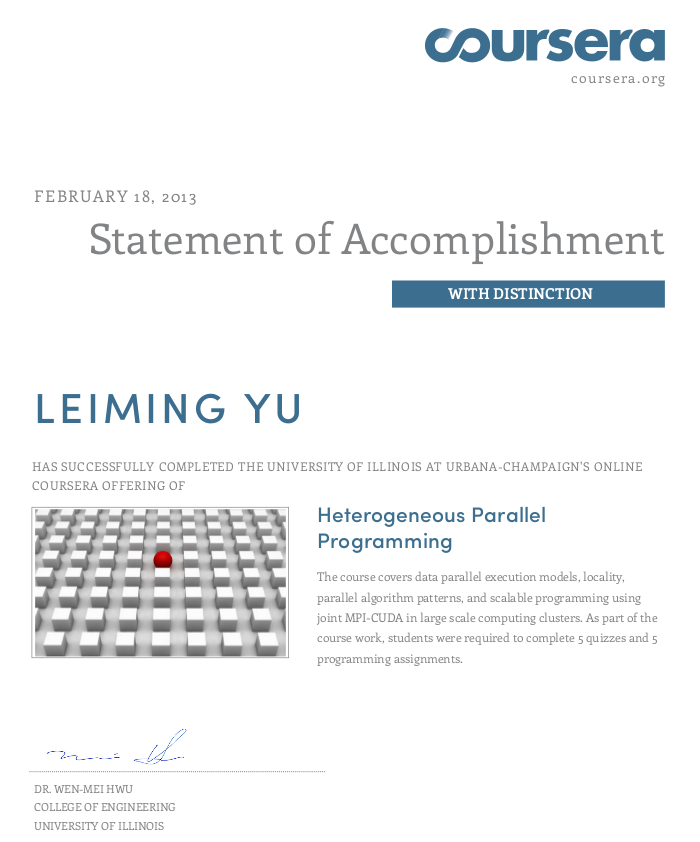 coursera
coursera.org
FEBRUARY 18, 2013
Statement of Accomplishment
WITH DISTINCTION
LEIMING YU
HAS SUCCESSFULLY COMPLETED THE UNIVERSITY OF ILLINOIS AT URBANA-CHAMPAIGN'S ONLINE
COURSERA OFFERING OF
Heterogeneous Parallel
Programming
The course covers data parallel execution models, locality,
parallel algorithm patterns, and scalable programming using
joint MPI-CUDA in large scale computing clusters. As part of the
course work, students were required to complete 5 quizzes and 5
programming assignments.
DR. WEN-MEI HWU
COLLEGE OF ENGINEERING
UNIVERSITY OF ILLINOIS